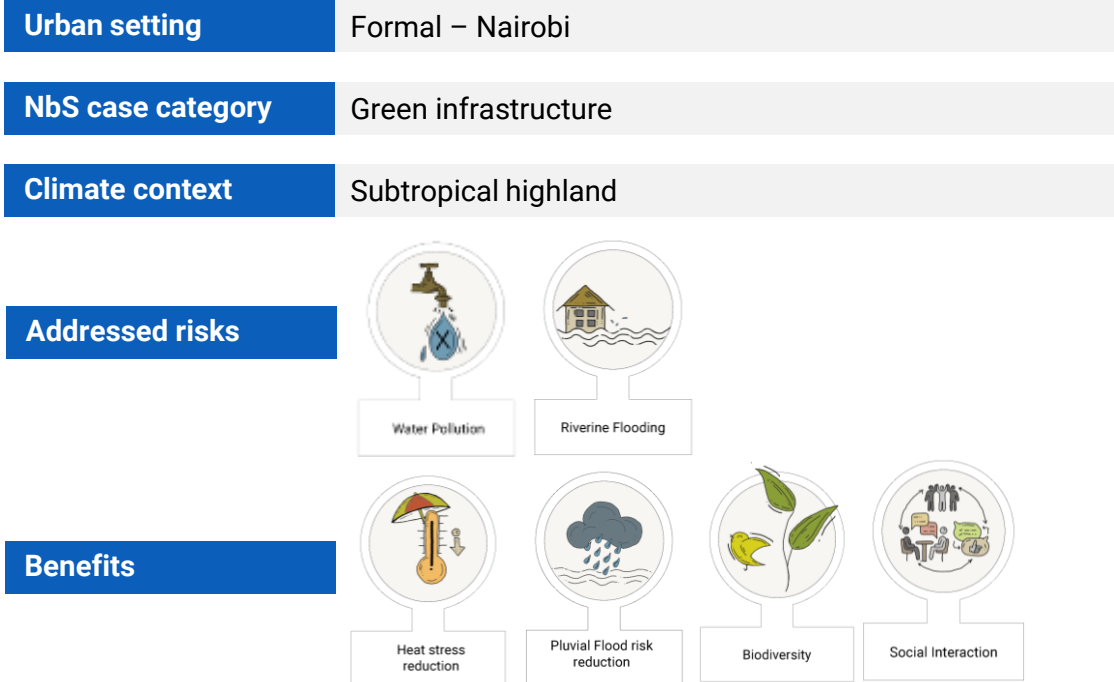 Urban setting
Formal – Nairobi
NbS case category
Green infrastructure
Climate context
Subtropical highland
Addressed risks
X
Water Pollution
Riverine Flooding
Benefits
Heat stress
reduction
Pluvial Flood risk
reduction
Biodiversity
Social Interaction